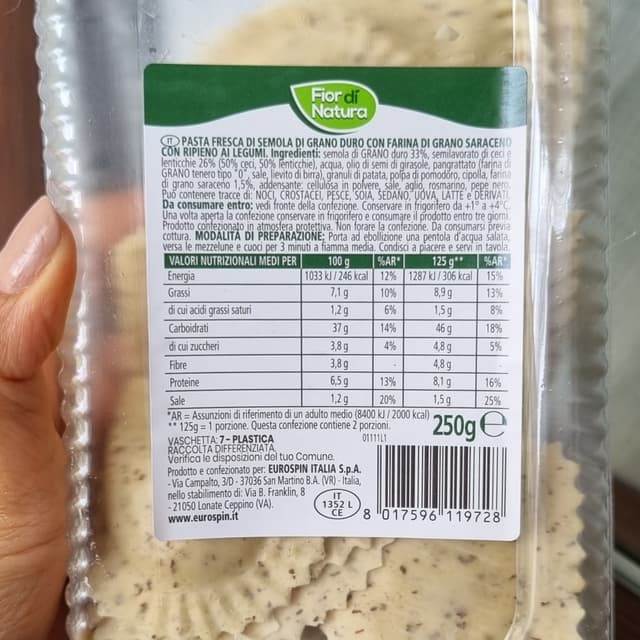 Fior di
Natura
IT PASTA FRESCA DI SEMOLA DI GRANO DURO CON FARINA DI GRANO SARACENO
CON RIPIENO AI LEGUMI. Ingredienti: semola di GRANO duro 33%, semilavorato di ceci e
lenticchie 26% (50% ceci, 50% lenticchie), acqua, olio di semi di girasole, pangrattato (farina di
GRANO tenero tipo "0", sale, lievito di birra), granuli di patata, polpa di pomodoro, cipolla, farina
di grano saraceno 1,5%, addensante: cellulosa in polvere, sale, aglio, rosmarino, pepe nero.
Può contenere tracce di: NOCI, CROSTACEI, PESCE, SOIA, SEDANO, UOVA, LATTE e DERIVATI.
Da consumare entro: vedi fronte della confezione. Conservare in frigorifero da +1° a +4°C.
Una volta aperta la confezione conservare in frigorifero e consumare il prodotto entro tre giorni.
Prodotto confezionato in atmosfera protettiva. Non forare la confezione. Da consumarsi previa
cottura. MODALITÀ DI PREPARAZIONE: Porta ad ebollizione una pentola d'acqua salata,
versa le mezzelune e cuoci per 3 minuti a fiamma media. Condisci a piacere e servi in tavola.
VALORI NUTRIZIONALI MEDI PER 100 g %AR* 125 g** %AR*
Energia 1033 kJ / 246 kcal 12% 1287 kJ / 306 kcal 15%
Grassi 7,1 g 10% 8,9 g 13%
di cui acidi grassi saturi 1,2 g 6% 1,5 g 8%
Carboidrati 37 g 14% 46 g 18%
di cui zuccheri 3,8 g 4% 4,8 g 5%
Fibre 3,8 g - 4,8 g -
Proteine 6,5 g 13% 8,1 g 16%
Sale 1,2 g 20% 1,5 g 25%
*AR = Assunzioni di riferimento di un adulto medio (8400 kJ / 2000 kcal)
** 125g = 1 porzione. Questa confezione contiene 2 porzioni.
250g e
VASCHETTA: 7 - PLASTICA
01111L1
RACCOLTA DIFFERENZIATA.
Verifica le disposizioni del tuo Comune.
Prodotto e confezionato per: EUROSPIN ITALIA S.p.A.
- Via Campalto, 3/D - 37036 San Martino B.A. (VR) - Italia,
nello stabilimento di: Via B. Franklin, 8
- 21050 Lonate Ceppino (VA).
www.eurospin.it
IT
1352 L
CE
8 017596 119728